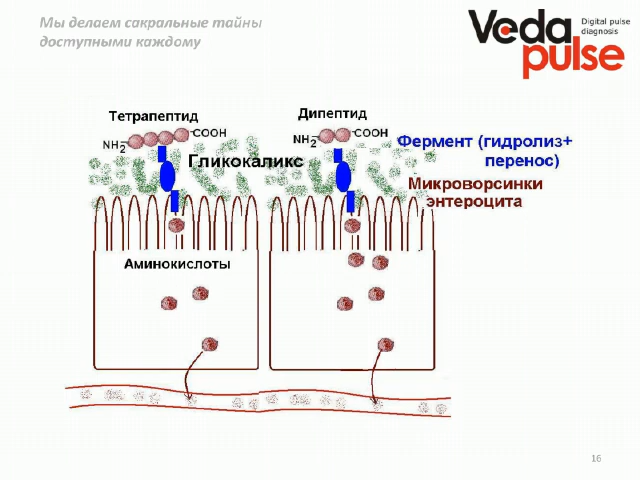 Мы делаем сакральные тайны
доступными каждому
Veda
pulse
Digital pulse
diagnosis
Тетрапептид
NH2
COOH
Дипептид
NH2
COOH
Фермент (гидролиз+
перенос)
Гликокаликс
Микроворсинки
энтероцита
Аминокислоты
16